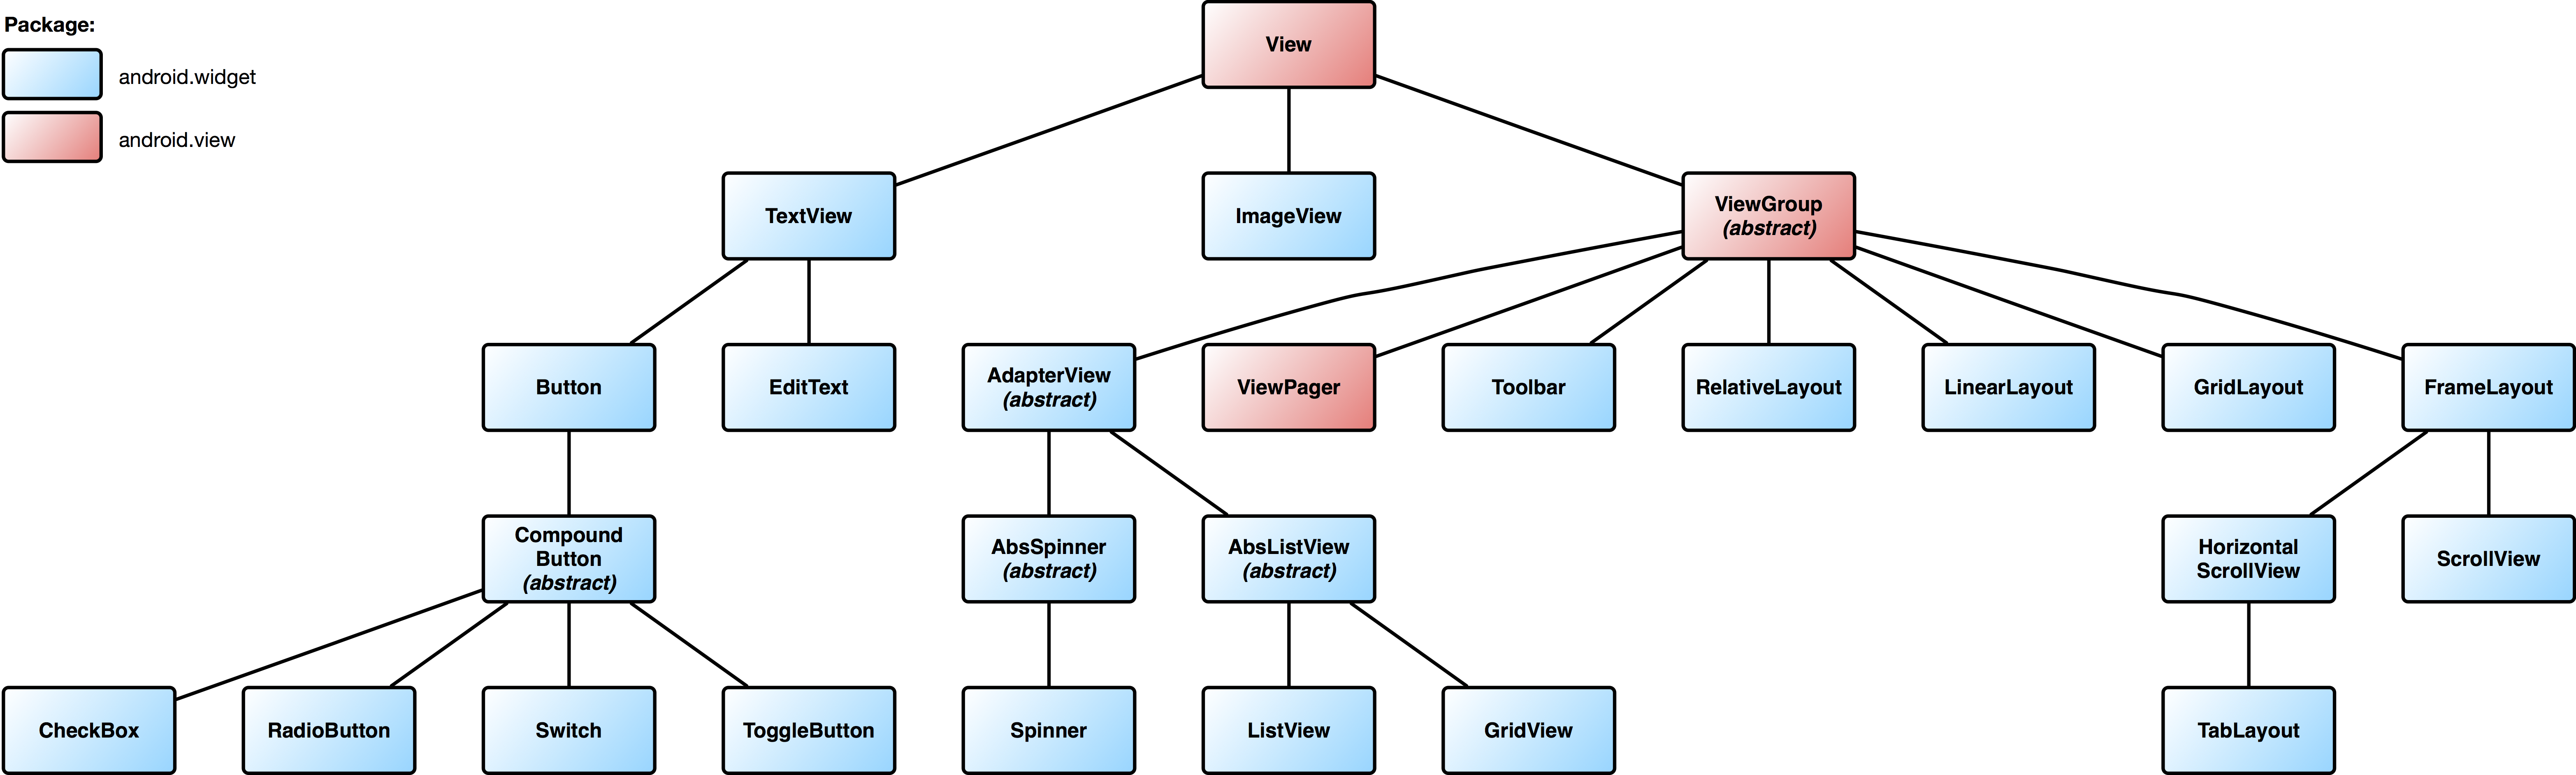 Package:
android.widget
android.view
View
TextView
ImageView
ViewGroup
(abstract)
Button
EditText
AdapterView
(abstract)
ViewPager
Toolbar
RelativeLayout
LinearLayout
GridLayout
FrameLayout
Compound
Button
(abstract)
AbsSpinner
(abstract)
AbsListView
(abstract)
Horizontal
ScrollView
ScrollView
CheckBox
RadioButton
Switch
ToggleButton
Spinner
ListView
GridView
TabLayout